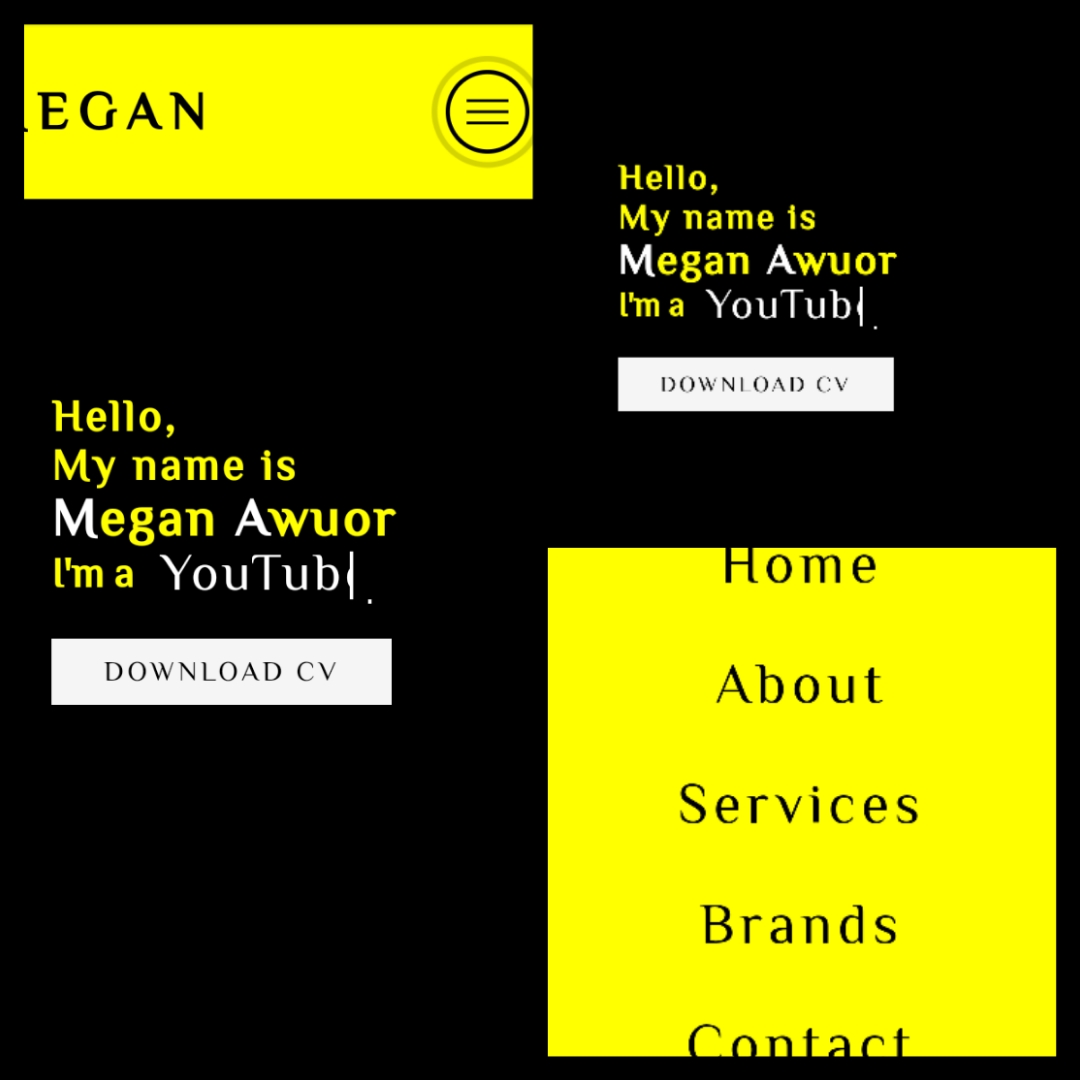 EGAN
Hello,
My name is
Megan Awuor
I'm a YouTub
DOWNLOAD CV
Hello,
My name is
Megan Awuor
I'm a YouTub
DOWNLOAD CV
Home
About
Services
Brands
Contact